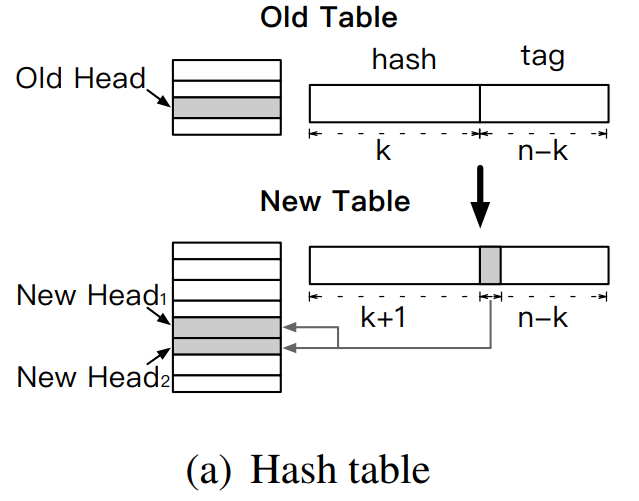 Old Table
hash tag
Old Head
k n-k
New Table
New Head1
k+1 n-k
New Head2
(a) Hash table